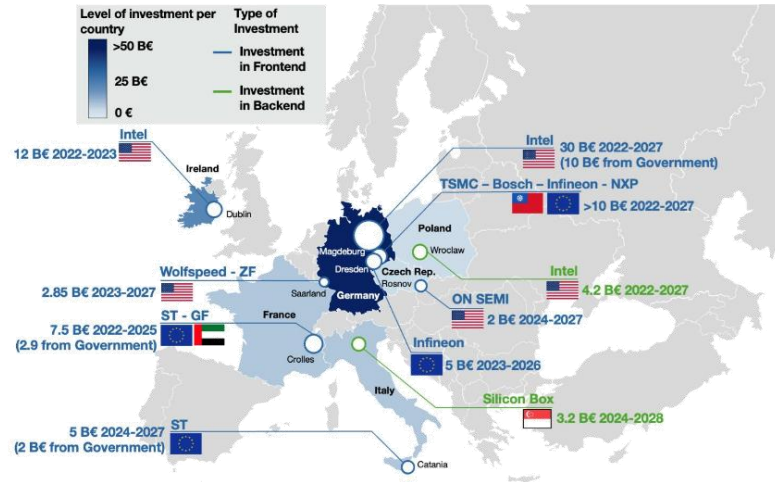 Level of investment per
country
>50 B€
25 B€
0 €
Type of
Investment
Investment
in Frontend
Investment
in Backend
Intel
12 B€ 2022-2023
Ireland
Dublin
Intel
30 B€ 2022-2027
(10 B€ from Government)
TSMC – Bosch – Infineon - NXP
>10 B€ 2022-2027
Poland
Magdeburg
Wroclaw
Dresden
Czech Rep.
Rosnov
Wolfspeed - ZF
2.85 B€ 2023-2027
Saarland
Germany
Intel
4.2 B€ 2022-2027
ON SEMI
2 B€ 2024-2027
ST - GF
7.5 B€ 2022-2025
(2.9 from Government)
France
Crolles
Infineon
5 B€ 2023-2026
Italy
Silicon Box
3.2 B€ 2024-2028
ST
5 B€ 2024-2027
(2 B€ from Government)
Catania